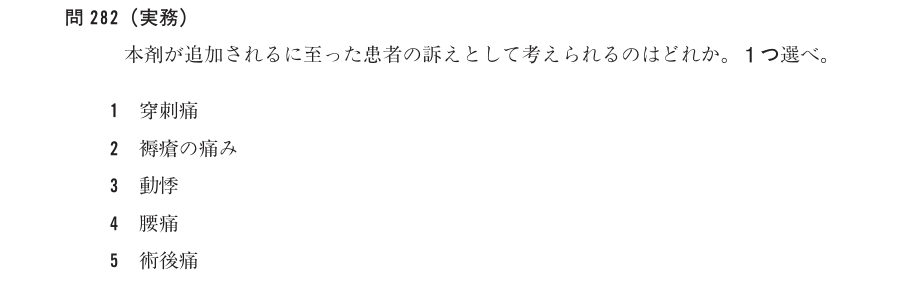 問 282（実務）
本剤が追加されるに至った患者の訴えとして考えられるのはどれか。1つ選べ。
1 穿刺痛
2 褥瘡の痛み
3 動悸
4 腰痛
5 術後痛